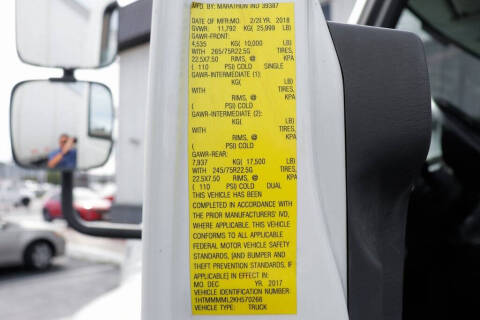 MFD. BY: MARATHON IND 39387
DATE OF MFR:MO. 2/2I YR. 2018
GVWR: 11,792 KG( 25,999 LB)
GAWR-FRONT:
4,535 KG( 10,000 LB)
WITH 265/75R22.5G TIRES,
22.5X7.50 RIMS, @ KPA
( 110 PSI) COLD SINGLE
GAWR-INTERMEDIATE (1):
KG( LB)
WITH TIRES,
RIMS, @ KPA
( PSI) COLD
GAWR-INTERMEDIATE (2):
KG( LB)
WITH TIRES,
RIMS, @ KPA
( PSI) COLD
GAWR-REAR:
7,937 KG( 17,500 LB)
WITH 245/75R22.5G TIRES,
22.5X7.50 RIMS, @ KPA
( 110 PSI) COLD DUAL
THIS VEHICLE HAS BEEN
COMPLETED IN ACCORDANCE WITH
THE PRIOR MANUFACTURERS' IVD,
WHERE APPLICABLE. THIS VEHICLE
CONFORMS TO ALL APPLICABLE
FEDERAL MOTOR VEHICLE SAFETY
STANDARDS, [AND BUMPER AND
THEFT PREVENTION STANDARDS, IF
APPLICABLE] IN EFFECT IN:
MO. DEC YR. 2017
VEHICLE IDENTIFICATION NUMBER:
1HTMMMML2KH570266
VEHICLE TYPE: TRUCK